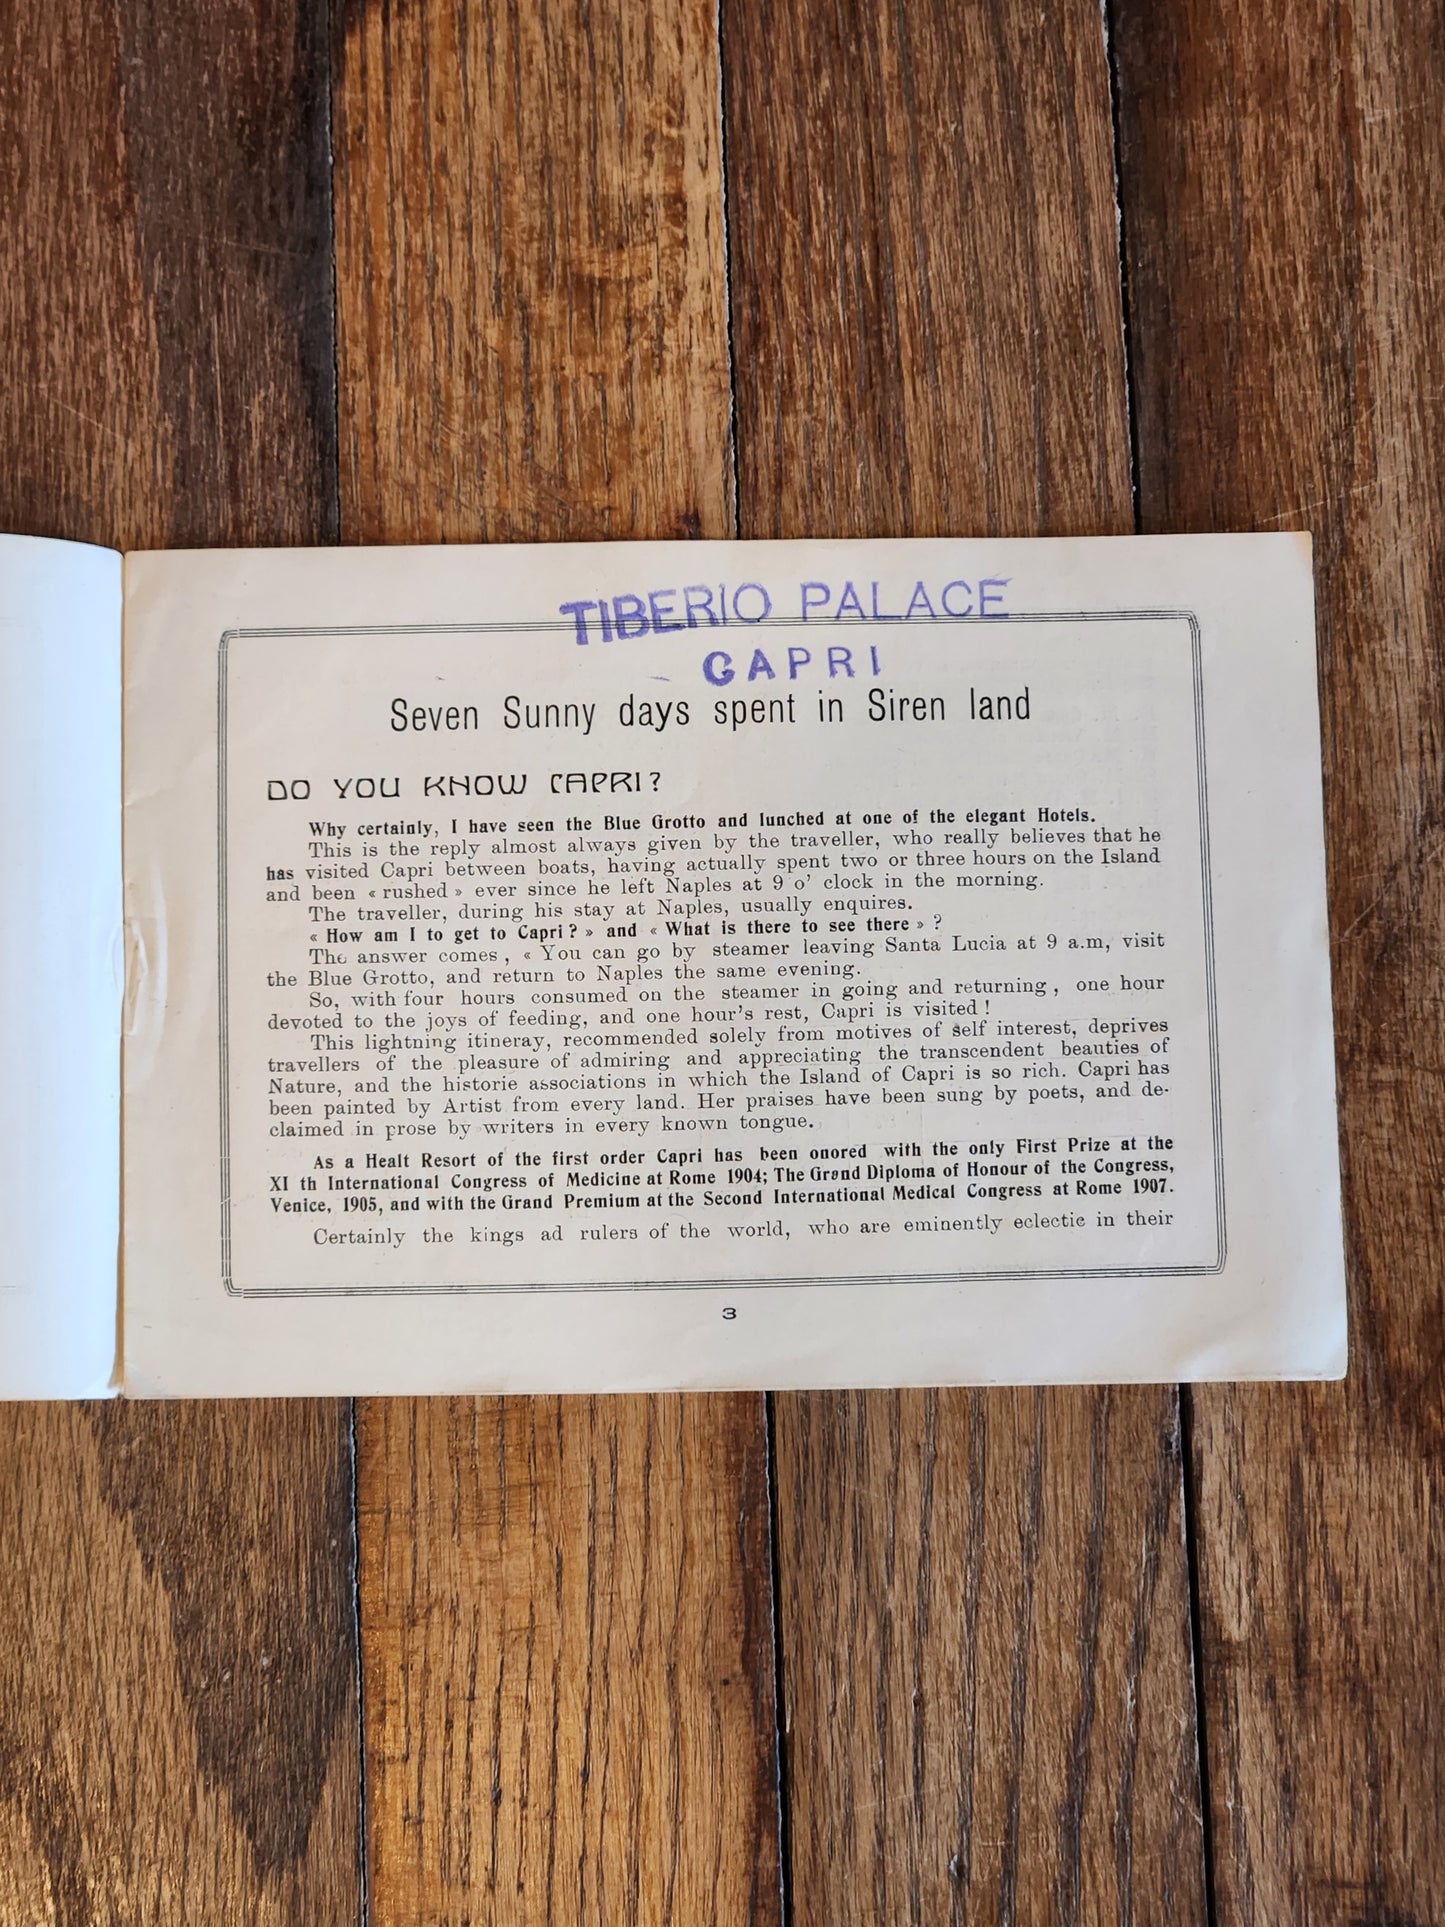 TIBERIO PALACE
CAPRI
Seven Sunny days spent in Siren land
DO YOU KNOW CAPRI?
Why certainly, I have seen the Blue Grotto and lunched at one of the elegant Hotels.
This is the reply almost always given by the traveller, who really believes that he
has visited Capri between boats, having actually spent two or three hours on the Island
and been « rushed » ever since he left Naples at 9 o' clock in the morning.
The traveller, during his stay at Naples, usually enquires.
« How am I to get to Capri? » and « What is there to see there » ?
The answer comes, « You can go by steamer leaving Santa Lucia at 9 a.m, visit
the Blue Grotto, and return to Naples the same evening.
So, with four hours consumed on the steamer in going and returning, one hour
devoted to the joys of feeding, and one hour's rest, Capri is visited !
This lightning itineray, recommended solely from motives of self interest, deprives
travellers of the pleasure of admiring and appreciating the transcendent beauties of
Nature, and the historie associations in which the Island of Capri is so rich. Capri has
been painted by Artist from every land. Her praises have been sung by poets, and de-
claimed in prose by writers in every known tongue.
As a Healt Resort of the first order Capri has been onored with the only First Prize at the
XI th International Congress of Medicine at Rome 1904; The Grand Diploma of Honour of the Congress,
Venice, 1905, and with the Grand Premium at the Second International Medical Congress at Rome 1907.
Certainly the kings ad rulers of the world, who are eminently eclectic in their
3